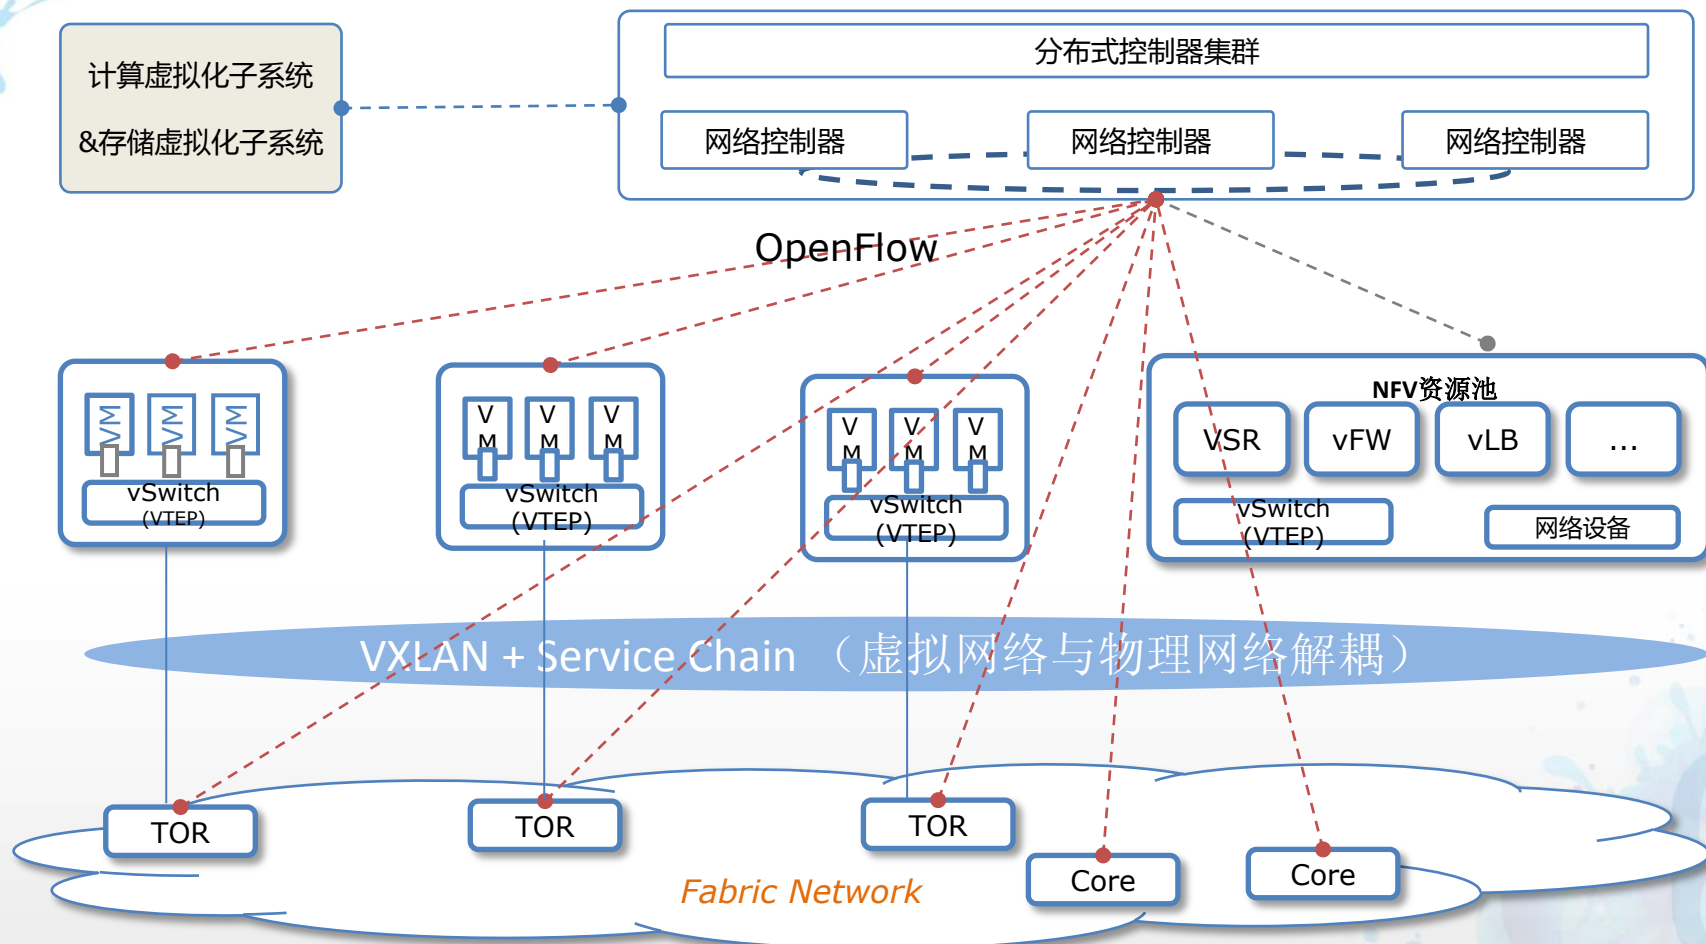 计算虚拟化子系统
&存储虚拟化子系统
分布式控制器集群
网络控制器
网络控制器
网络控制器
OpenFlow
VM
VM
VM
vSwitch
(VTEP)
V
M
V
M
V
M
vSwitch
(VTEP)
V
M
V
M
V
M
vSwitch
(VTEP)
NFV资源池
VSR
vFW
vLB
...
vSwitch
(VTEP)
网络设备
VXLAN + Service Chain （虚拟网络与物理网络解耦）
TOR
TOR
TOR
Core
Core
Fabric Network